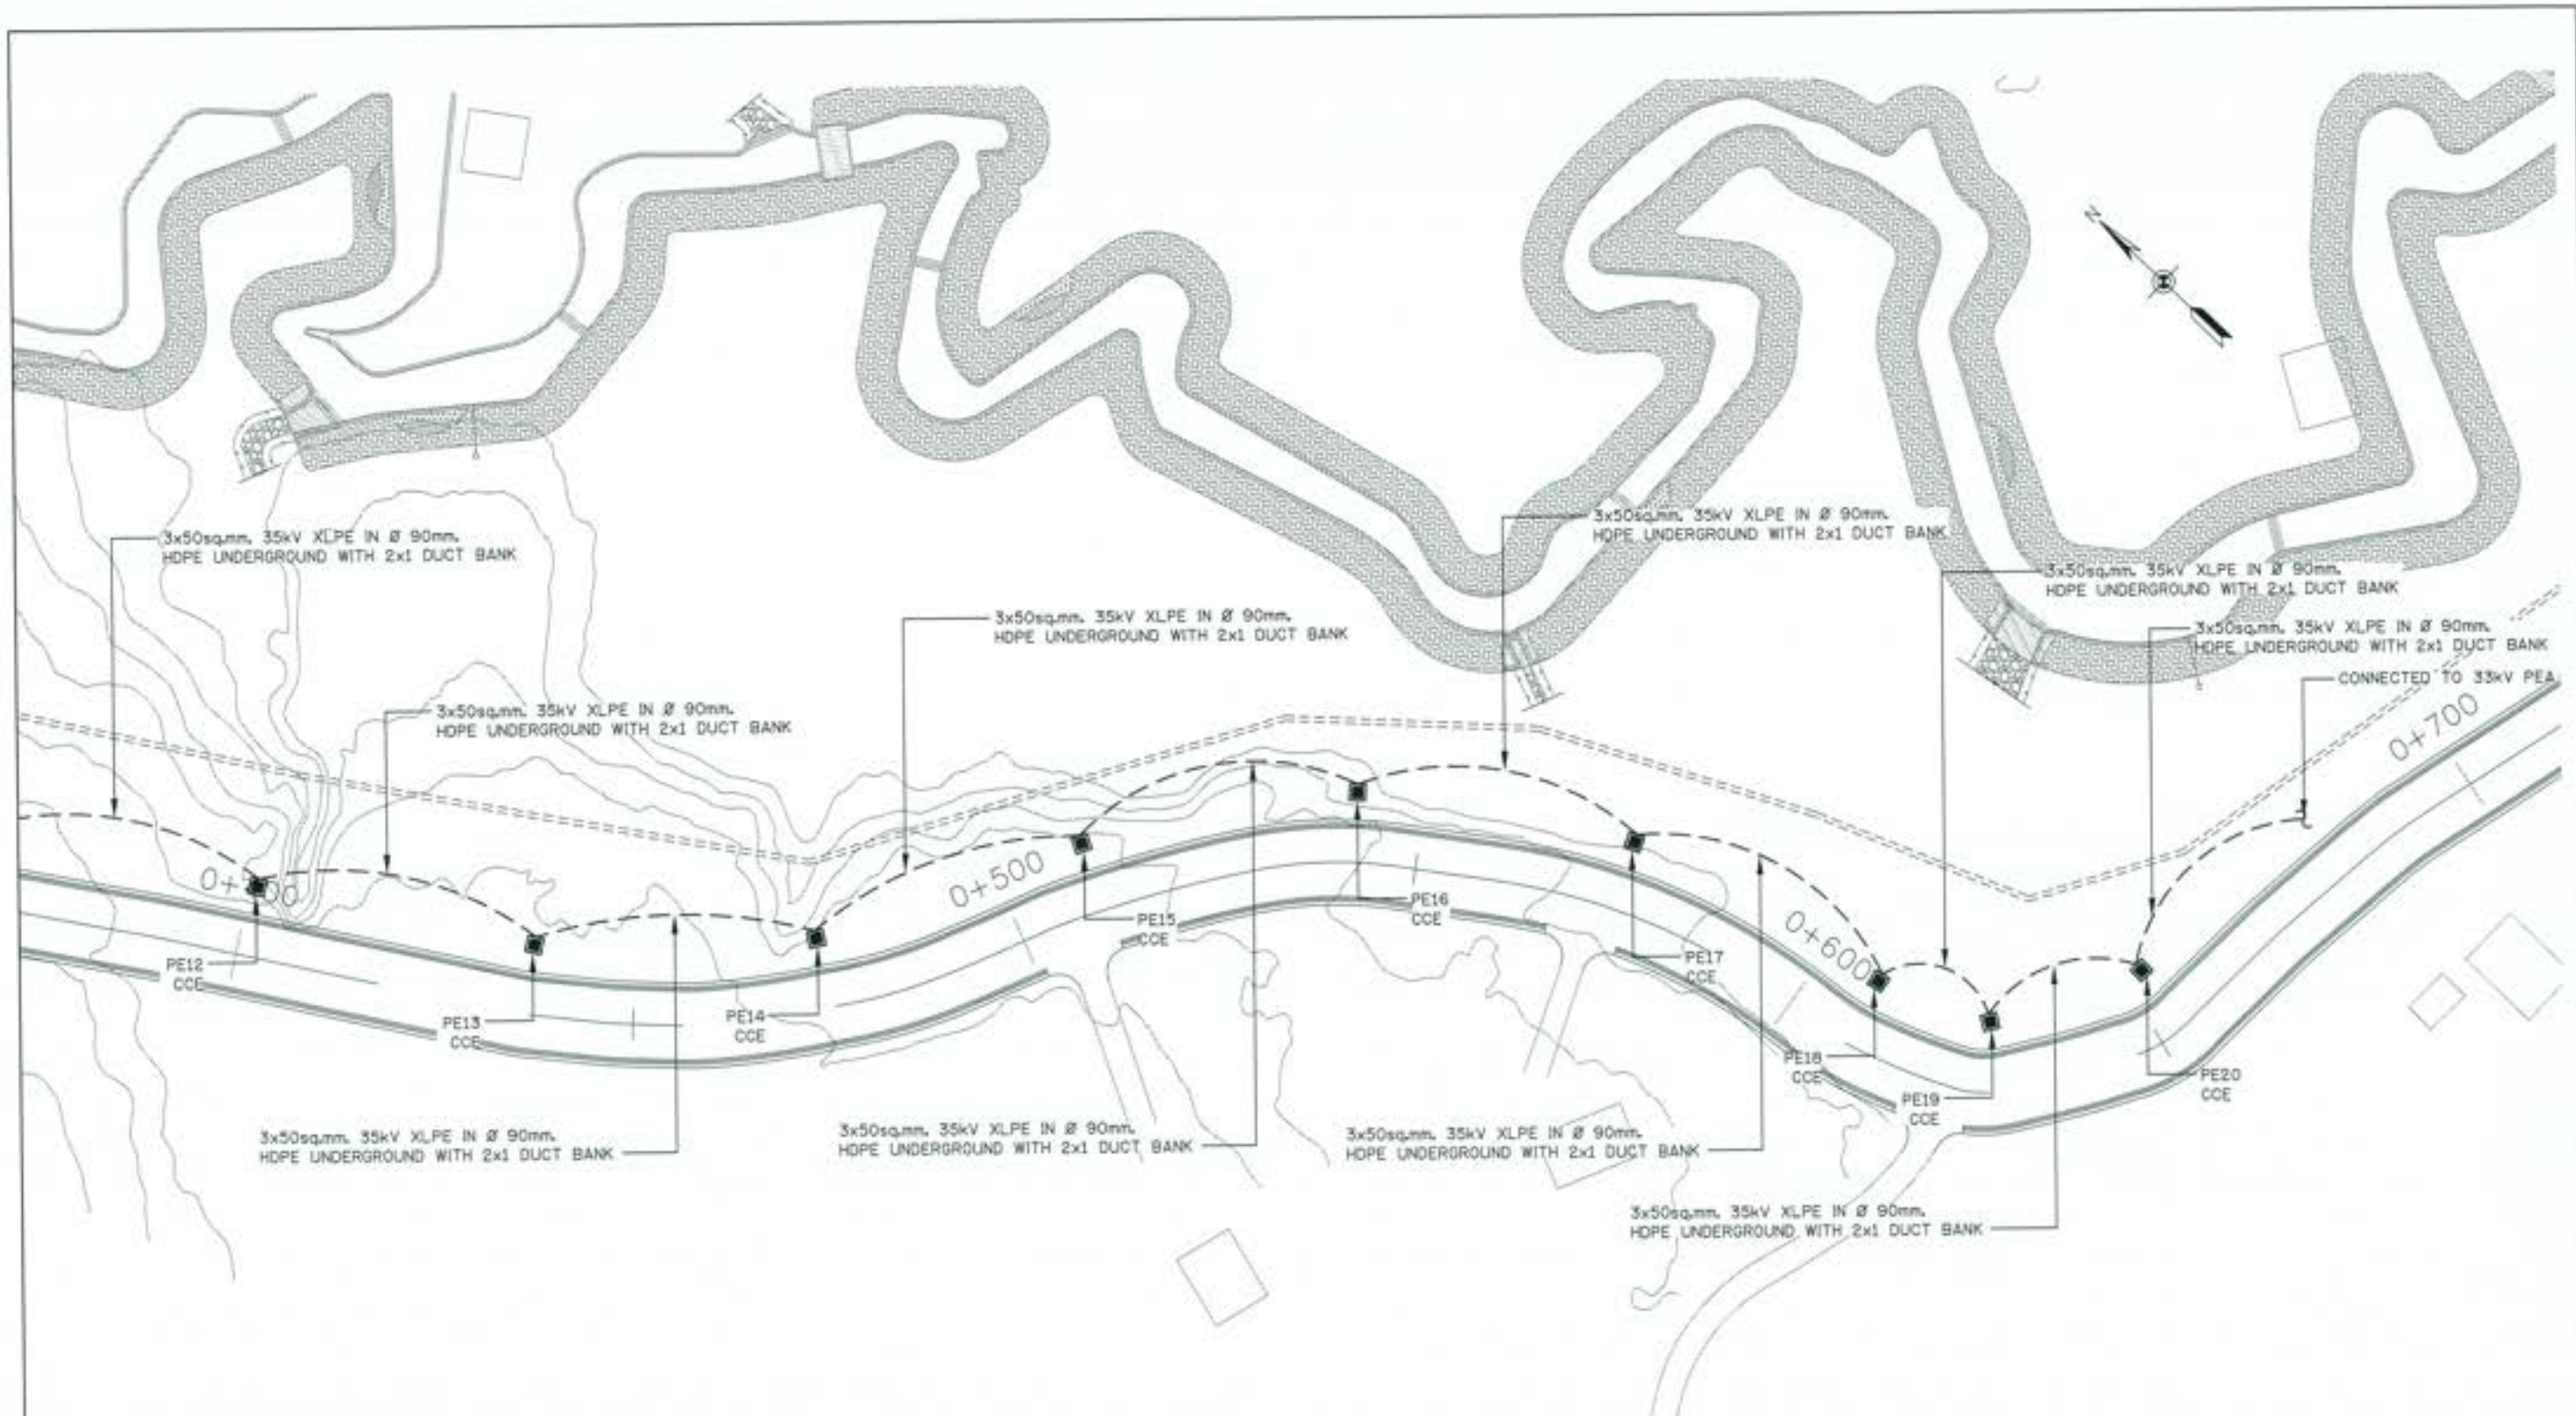 N
3x50sq.mm. 35kV XLPE IN Ø 90mm.
HDPE UNDERGROUND WITH 2x1 DUCT BANK
3x50sq.mm. 35kV XLPE IN Ø 90mm.
HDPE UNDERGROUND WITH 2x1 DUCT BANK
3x50sq.mm. 35kV XLPE IN Ø 90mm.
HDPE UNDERGROUND WITH 2x1 DUCT BANK
3x50sq.mm. 35kV XLPE IN Ø 90mm.
HDPE UNDERGROUND WITH 2x1 DUCT BANK
3x50sq.mm. 35kV XLPE IN Ø 90mm.
HDPE UNDERGROUND WITH 2x1 DUCT BANK
3x50sq.mm. 35kV XLPE IN Ø 90mm.
HDPE UNDERGROUND WITH 2x1 DUCT BANK
CONNECTED TO 33kV PEA
0+700
0+500
0+600
PE12
CCE
PE13
CCE
PE14
CCE
PE15
CCE
PE16
CCE
PE17
CCE
PE18
CCE
PE19
CCE
PE20
CCE
3x50sq.mm. 35kV XLPE IN Ø 90mm.
HDPE UNDERGROUND WITH 2x1 DUCT BANK
3x50sq.mm. 35kV XLPE IN Ø 90mm.
HDPE UNDERGROUND WITH 2x1 DUCT BANK
3x50sq.mm. 35kV XLPE IN Ø 90mm.
HDPE UNDERGROUND WITH 2x1 DUCT BANK
3x50sq.mm. 35kV XLPE IN Ø 90mm.
HDPE UNDERGROUND WITH 2x1 DUCT BANK